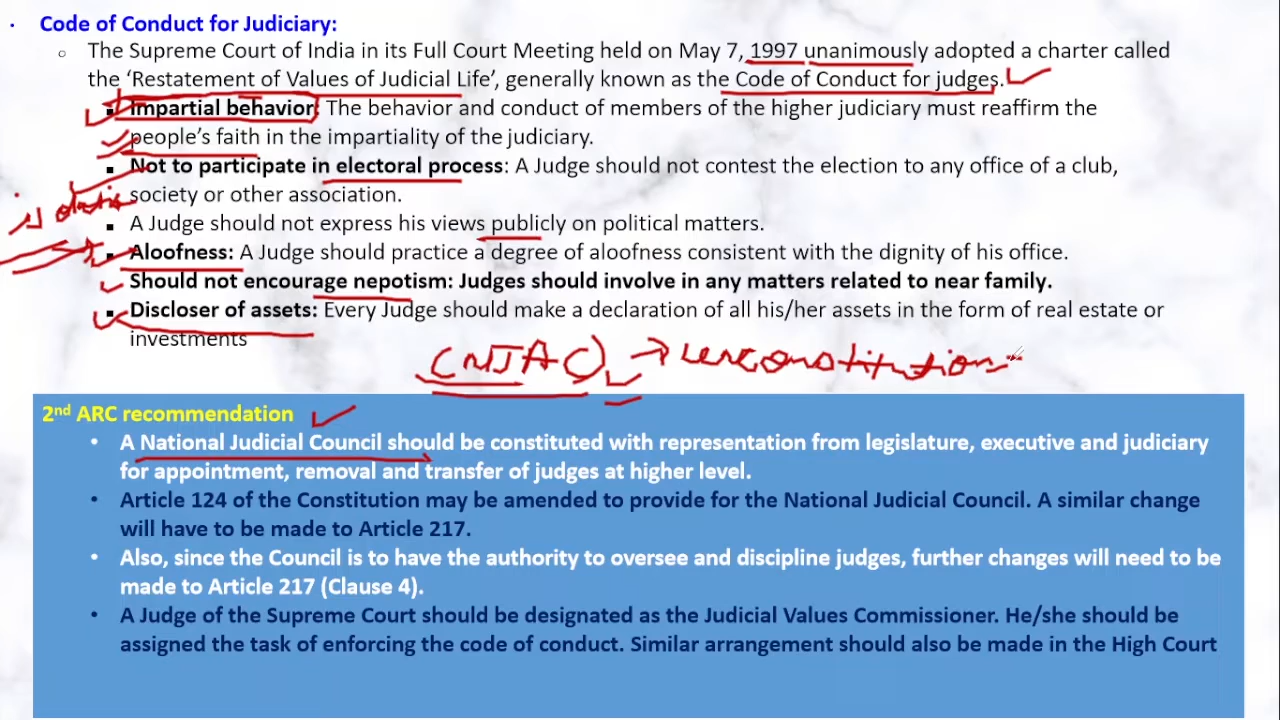 Code of Conduct for Judiciary:
The Supreme Court of India in its Full Court Meeting held on May 7, 1997 unanimously adopted a charter called
the ‘Restatement of Values of Judicial Life’, generally known as the Code of Conduct for judges.
Impartial behavior: The behavior and conduct of members of the higher judiciary must reaffirm the
people’s faith in the impartiality of the judiciary.
Not to participate in electoral process: A Judge should not contest the election to any office of a club,
society or other association.
A Judge should not express his views publicly on political matters.
Aloofness: A Judge should practice a degree of aloofness consistent with the dignity of his office.
Should not encourage nepotism: Judges should involve in any matters related to near family.
Discloser of assets: Every Judge should make a declaration of all his/her assets in the form of real estate or
investments
(NJAC) → unconstitution
2nd ARC recommendation
A National Judicial Council should be constituted with representation from legislature, executive and judiciary
for appointment, removal and transfer of judges at higher level.
Article 124 of the Constitution may be amended to provide for the National Judicial Council. A similar change
will have to be made to Article 217.
Also, since the Council is to have the authority to oversee and discipline judges, further changes will need to be
made to Article 217 (Clause 4).
A Judge of the Supreme Court should be designated as the Judicial Values Commissioner. He/she should be
assigned the task of enforcing the code of conduct. Similar arrangement should also be made in the High Court